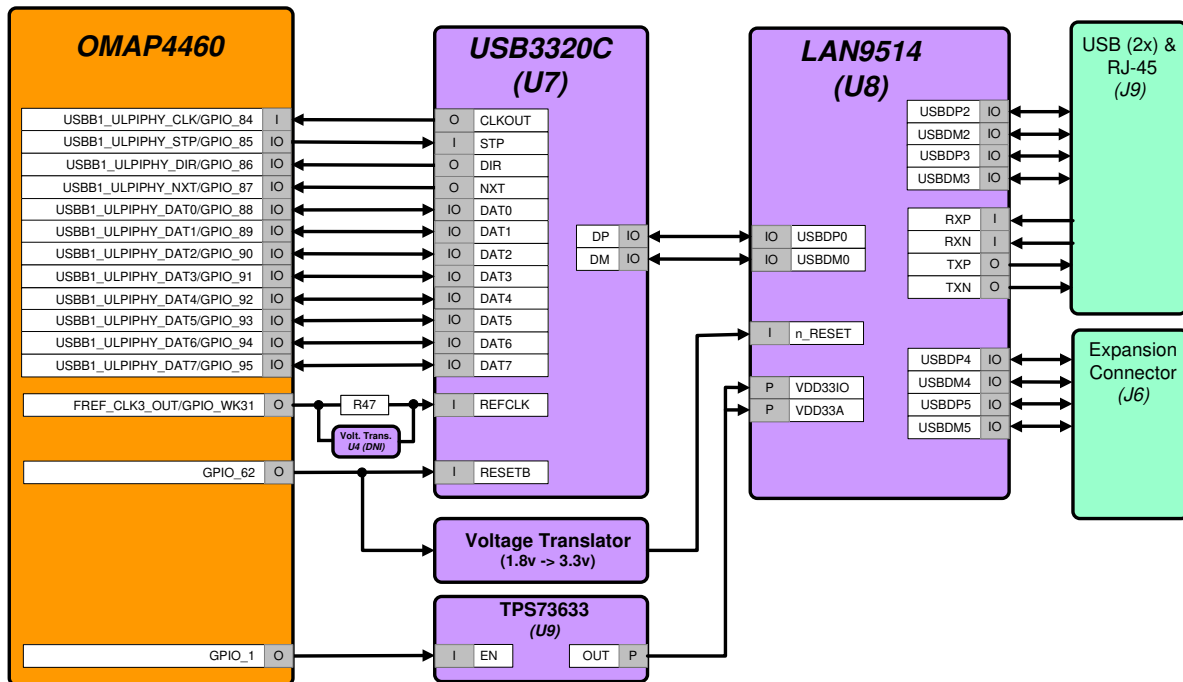 OMAP4460
USBB1_ULPIPHY_CLK/GPIO_84 I
USBB1_ULPIPHY_STP/GPIO_85 IO
USBB1_ULPIPHY_DIR/GPIO_86 IO
USBB1_ULPIPHY_NXT/GPIO_87 IO
USBB1_ULPIPHY_DAT0/GPIO_88 IO
USBB1_ULPIPHY_DAT1/GPIO_89 IO
USBB1_ULPIPHY_DAT2/GPIO_90 IO
USBB1_ULPIPHY_DAT3/GPIO_91 IO
USBB1_ULPIPHY_DAT4/GPIO_92 IO
USBB1_ULPIPHY_DAT5/GPIO_93 IO
USBB1_ULPIPHY_DAT6/GPIO_94 IO
USBB1_ULPIPHY_DAT7/GPIO_95 IO
FREF_CLK3_OUT/GPIO_WK31 O
GPIO_62 O
GPIO_1 O
R47
Volt. Trans.
U4 (DNI)
USB3320C
(U7)
O CLKOUT
I STP
O DIR
O NXT
IO DAT0
IO DAT1
IO DAT2
IO DAT3
IO DAT4
IO DAT5
IO DAT6
IO DAT7
I REFCLK
I RESETB
DP IO
DM IO
Voltage Translator
(1.8v -> 3.3v)
TPS73633
(U9)
I EN
OUT P
LAN9514
(U8)
IO USBDP0
IO USBDM0
I n_RESET
P VDD33IO
P VDD33A
USBDP2 IO
USBDM2 IO
USBDP3 IO
USBDM3 IO
RXP I
RXN I
TXP O
TXN O
USBDP4 IO
USBDM4 IO
USBDP5 IO
USBDM5 IO
USB (2x) &
RJ-45
(J9)
Expansion
Connector
(J6)